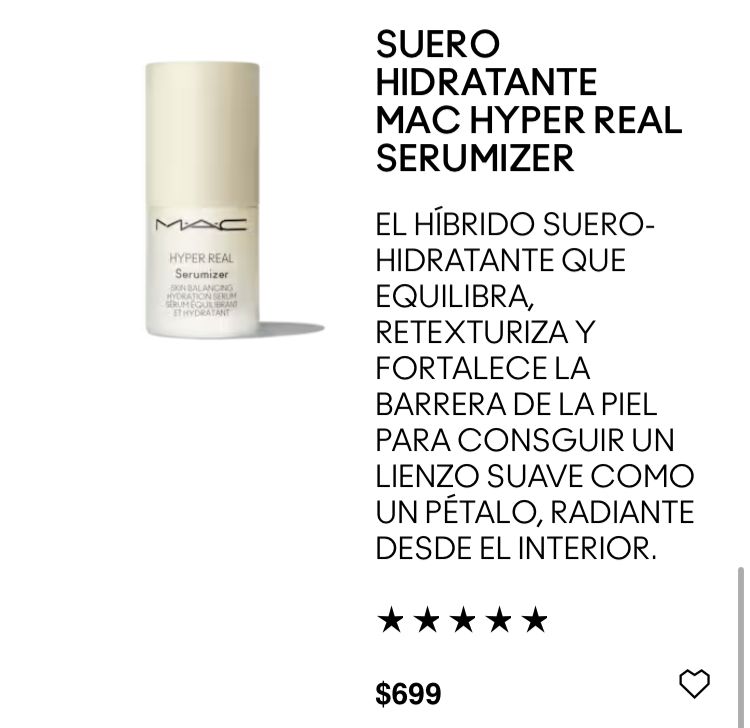 SUERO
HIDRATANTE
MAC HYPER REAL
SERUMIZER
EL HÍBRIDO SUERO-
HIDRATANTE QUE
EQUILIBRA,
RETEXTURIZA Y
FORTALECE LA
BARRERA DE LA PIEL
PARA CONSGUIR UN
LIENZO SUAVE COMO
UN PÉTALO, RADIANTE
DESDE EL INTERIOR.
$699
MAC
HYPER REAL
Serumizer
SKIN BALANCING
HYDRATION SERUM
SÉRUM ÉQUILIBRANT
ET HYDRATANT